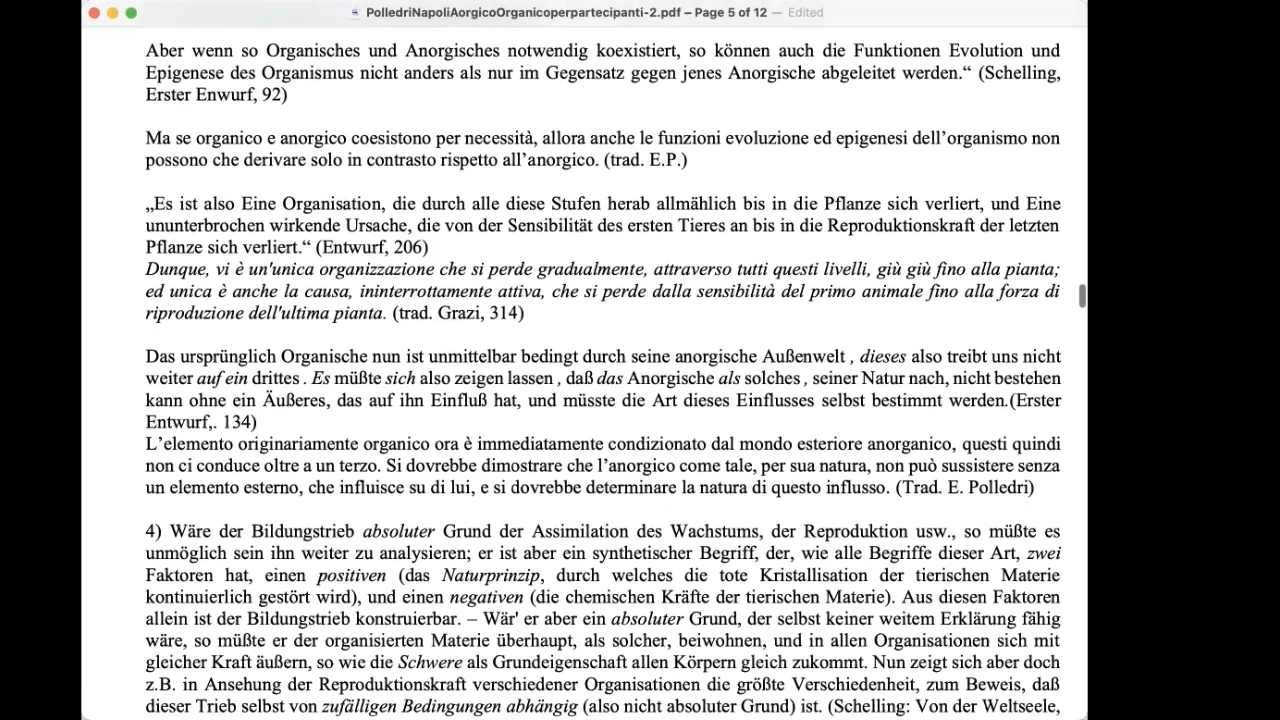 PolledriNapoliAorgicoOrganicoperpartecipanti-2.pdf – Page 5 of 12 — Edited
Aber wenn so Organisches und Anorgisches notwendig koexistiert, so können auch die Funktionen Evolution und
Epigenese des Organismus nicht anders als nur im Gegensatz gegen jenes Anorgische abgeleitet werden.“ (Schelling,
Erster Enwurf, 92)
Ma se organico e anorgico coesistono per necessità, allora anche le funzioni evoluzione ed epigenesi dell’organismo non
possono che derivare solo in contrasto rispetto all’anorgico. (trad. E.P.)
„Es ist also Eine Organisation, die durch alle diese Stufen herab allmählich bis in die Pflanze sich verliert, und Eine
ununterbrochen wirkende Ursache, die von der Sensibilität des ersten Tieres an bis in die Reproduktionskraft der letzten
Pflanze sich verliert.“ (Entwurf, 206)
Dunque, vi è un'unica organizzazione che si perde gradualmente, attraverso tutti questi livelli, giù giù fino alla pianta;
ed unica è anche la causa, ininterrottamente attiva, che si perde dalla sensibilità del primo animale fino alla forza di
riproduzione dell'ultima pianta. (trad. Grazi, 314)
Das ursprünglich Organische nun ist unmittelbar bedingt durch seine anorgische Außenwelt , dieses also treibt uns nicht
weiter auf ein drittes . Es müßte sich also zeigen lassen , daß das Anorgische als solches , seiner Natur nach, nicht bestehen
kann ohne ein Äußeres, das auf ihn Einfluß hat, und müsste die Art dieses Einflusses selbst bestimmt werden.(Erster
Entwurf,. 134)
L’elemento originariamente organico ora è immediatamente condizionato dal mondo esteriore anorganico, questi quindi
non ci conduce oltre a un terzo. Si dovrebbe dimostrare che l’anorgico come tale, per sua natura, non può sussistere senza
un elemento esterno, che influisce su di lui, e si dovrebbe determinare la natura di questo influsso. (Trad. E. Polledri)
4) Wäre der Bildungstrieb absoluter Grund der Assimilation des Wachstums, der Reproduktion usw., so müßte es
unmöglich sein ihn weiter zu analysieren; er ist aber ein synthetischer Begriff, der, wie alle Begriffe dieser Art, zwei
Faktoren hat, einen positiven (das Naturprinzip, durch welches die tote Kristallisation der tierischen Materie
kontinuierlich gestört wird), und einen negativen (die chemischen Kräfte der tierischen Materie). Aus diesen Faktoren
allein ist der Bildungstrieb konstruierbar. – Wär' er aber ein absoluter Grund, der selbst keiner weitem Erklärung fähig
wäre, so müßte er der organisierten Materie überhaupt, als solcher, beiwohnen, und in allen Organisationen sich mit
gleicher Kraft äußern, so wie die Schwere als Grundeigenschaft allen Körpern gleich zukommt. Nun zeigt sich aber doch
z.B. in Ansehung der Reproduktionskraft verschiedener Organisationen die größte Verschiedenheit, zum Beweis, daß
dieser Trieb selbst von zufälligen Bedingungen abhängig (also nicht absoluter Grund) ist. (Schelling: Von der Weltseele,